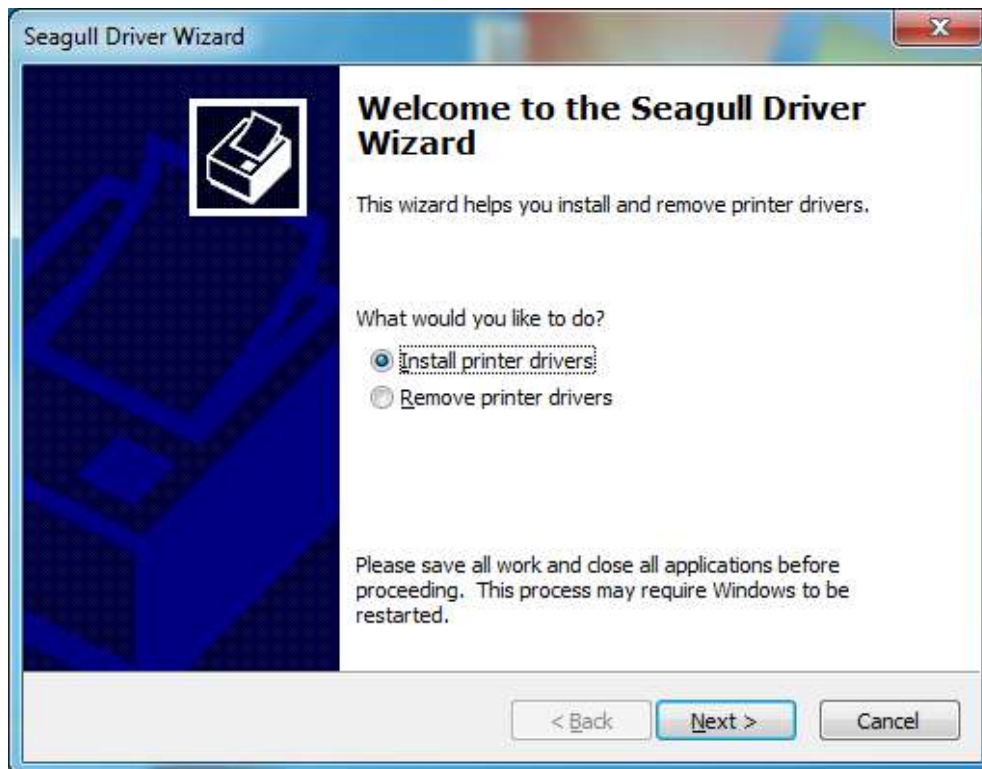 Seagull Driver Wizard
Welcome to the Seagull Driver
Wizard
This wizard helps you install and remove printer drivers.
What would you like to do?
Install printer drivers
Remove printer drivers
Please save all work and close all applications before
proceeding. This process may require Windows to be
restarted.
< Back Next > Cancel